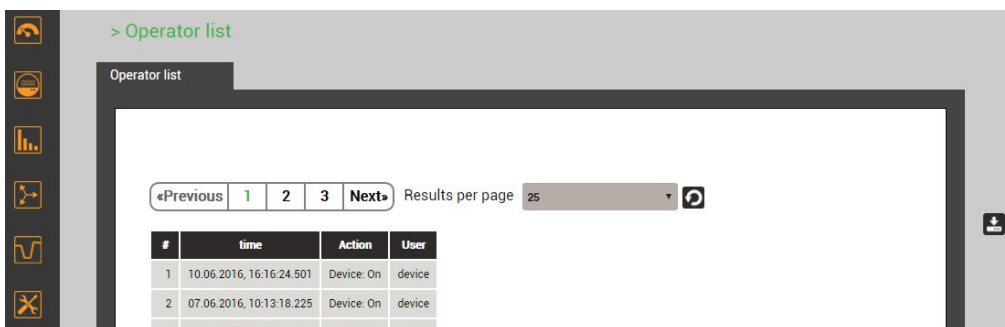 > Operator list
Operator list
«Previous 1 2 3 Next» Results per page 25
# time Action User
1 10.06.2016, 16:16:24.501 Device: On device
2 07.06.2016, 10:13:18.225 Device: On device